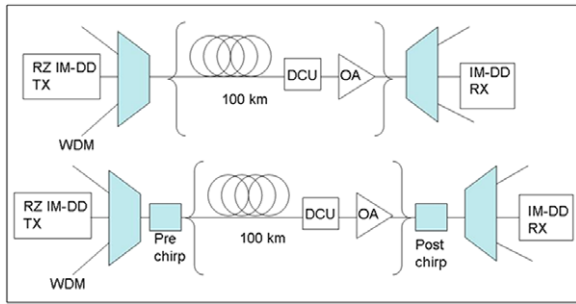 RZ IM-DD
TX
WDM
100 km
DCU
OA
IM-DD
RX
RZ IM-DD
TX
WDM
Pre
chirp
100 km
DCU
OA
Post
chirp
IM-DD
RX